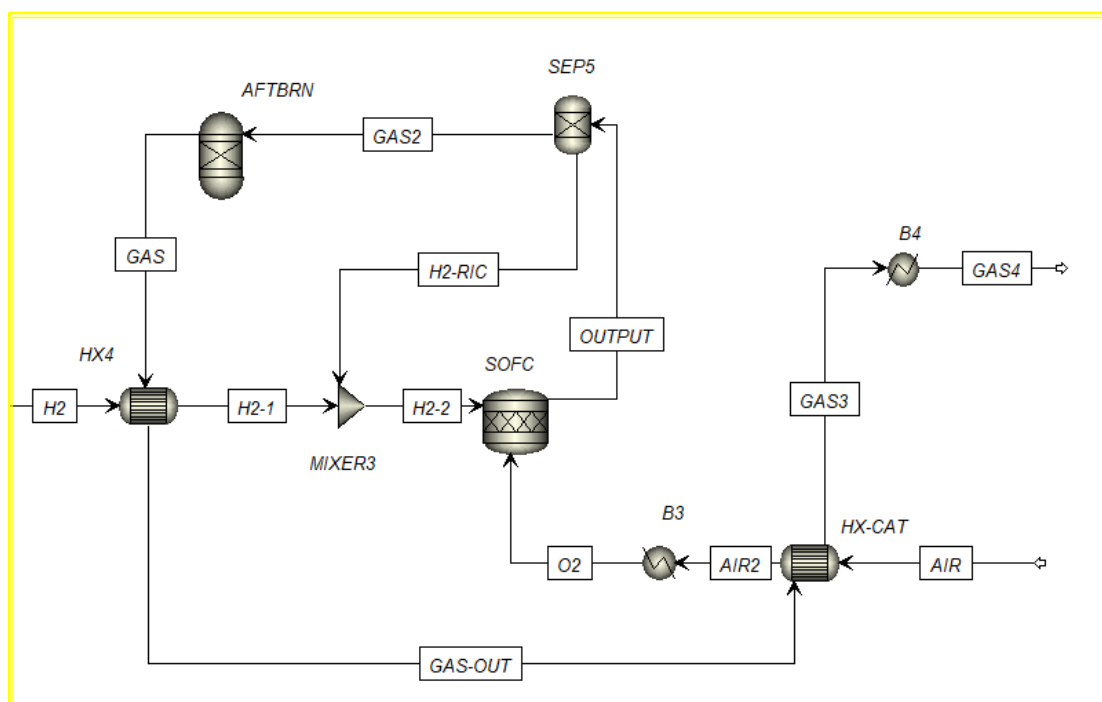 SEP5
AFTBRN
GAS2
B4
GAS
H2-RIC
GAS4
OUTPUT
HX4
SOFC
H2
H2-1
H2-2
GAS3
MIXER3
B3
HX-CAT
O2
AIR2
AIR
GAS-OUT